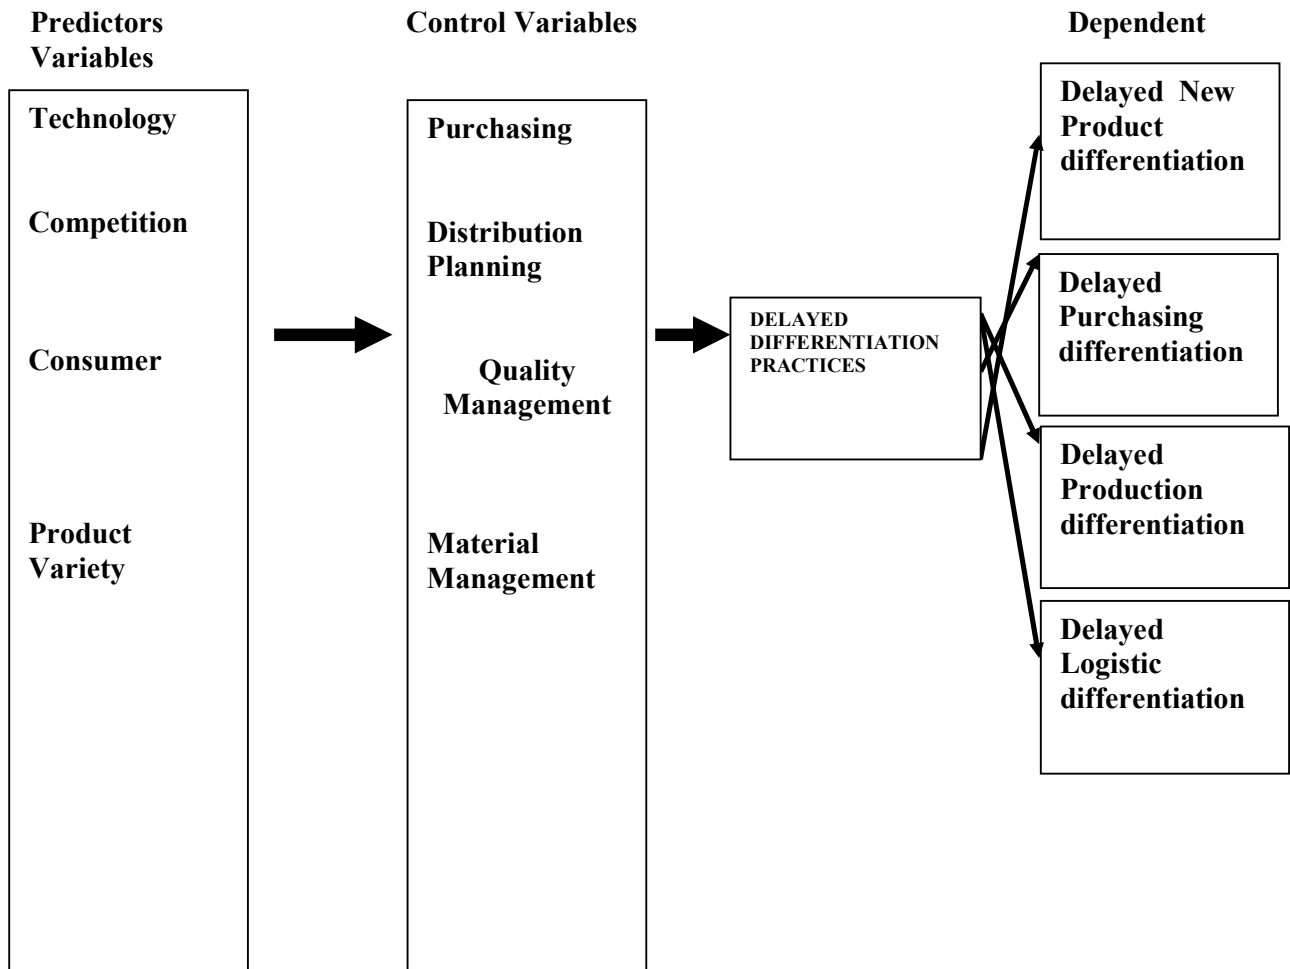 Predictors
Variables
Technology
Competition
Consumer
Product
Variety
Control Variables
Purchasing
Distribution
Planning
Quality
Management
Material
Management
DELAYED
DIFFERENTIATION
PRACTICES
Dependent
Delayed New
Product
differentiation
Delayed
Purchasing
differentiation
Delayed
Production
differentiation
Delayed
Logistic
differentiation